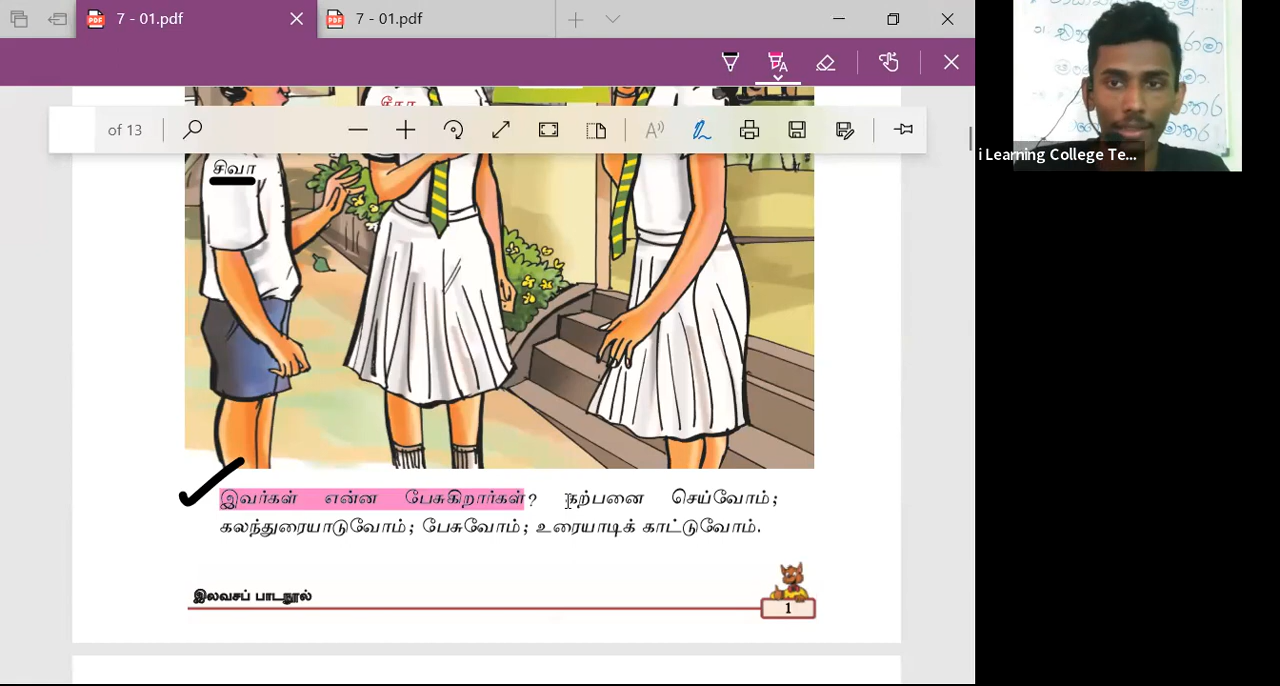 7 - 01.pdf
7 - 01.pdf
of 13
சிவா
i Learning College Te...
இவர்கள் என்ன பேசுகிறார்கள்? கற்பனை செய்வோம்;
கலந்துரையாடுவோம்; பேசுவோம்; உரையாடிக் காட்டுவோம்.
இலவசப் பாடநூல்
1